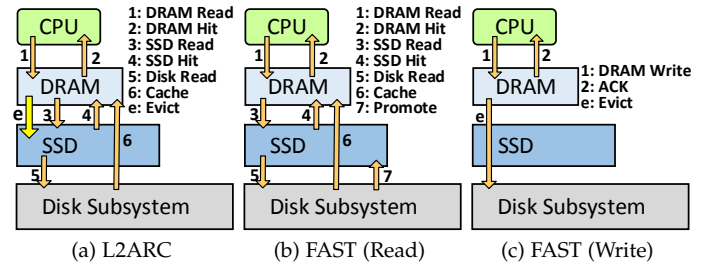 CPU
1
2
DRAM
e
3
4
6
SSD
5
Disk Subsystem
1: DRAM Read
2: DRAM Hit
3: SSD Read
4: SSD Hit
5: Disk Read
6: Cache
e: Evict
(a) L2ARC
CPU
1
2
DRAM
3
4
6
SSD
5
7
Disk Subsystem
1: DRAM Read
2: DRAM Hit
3: SSD Read
4: SSD Hit
5: Disk Read
6: Cache
7: Promote
(b) FAST (Read)
CPU
1
2
DRAM
e
SSD
Disk Subsystem
1: DRAM Write
2: ACK
e: Evict
(c) FAST (Write)